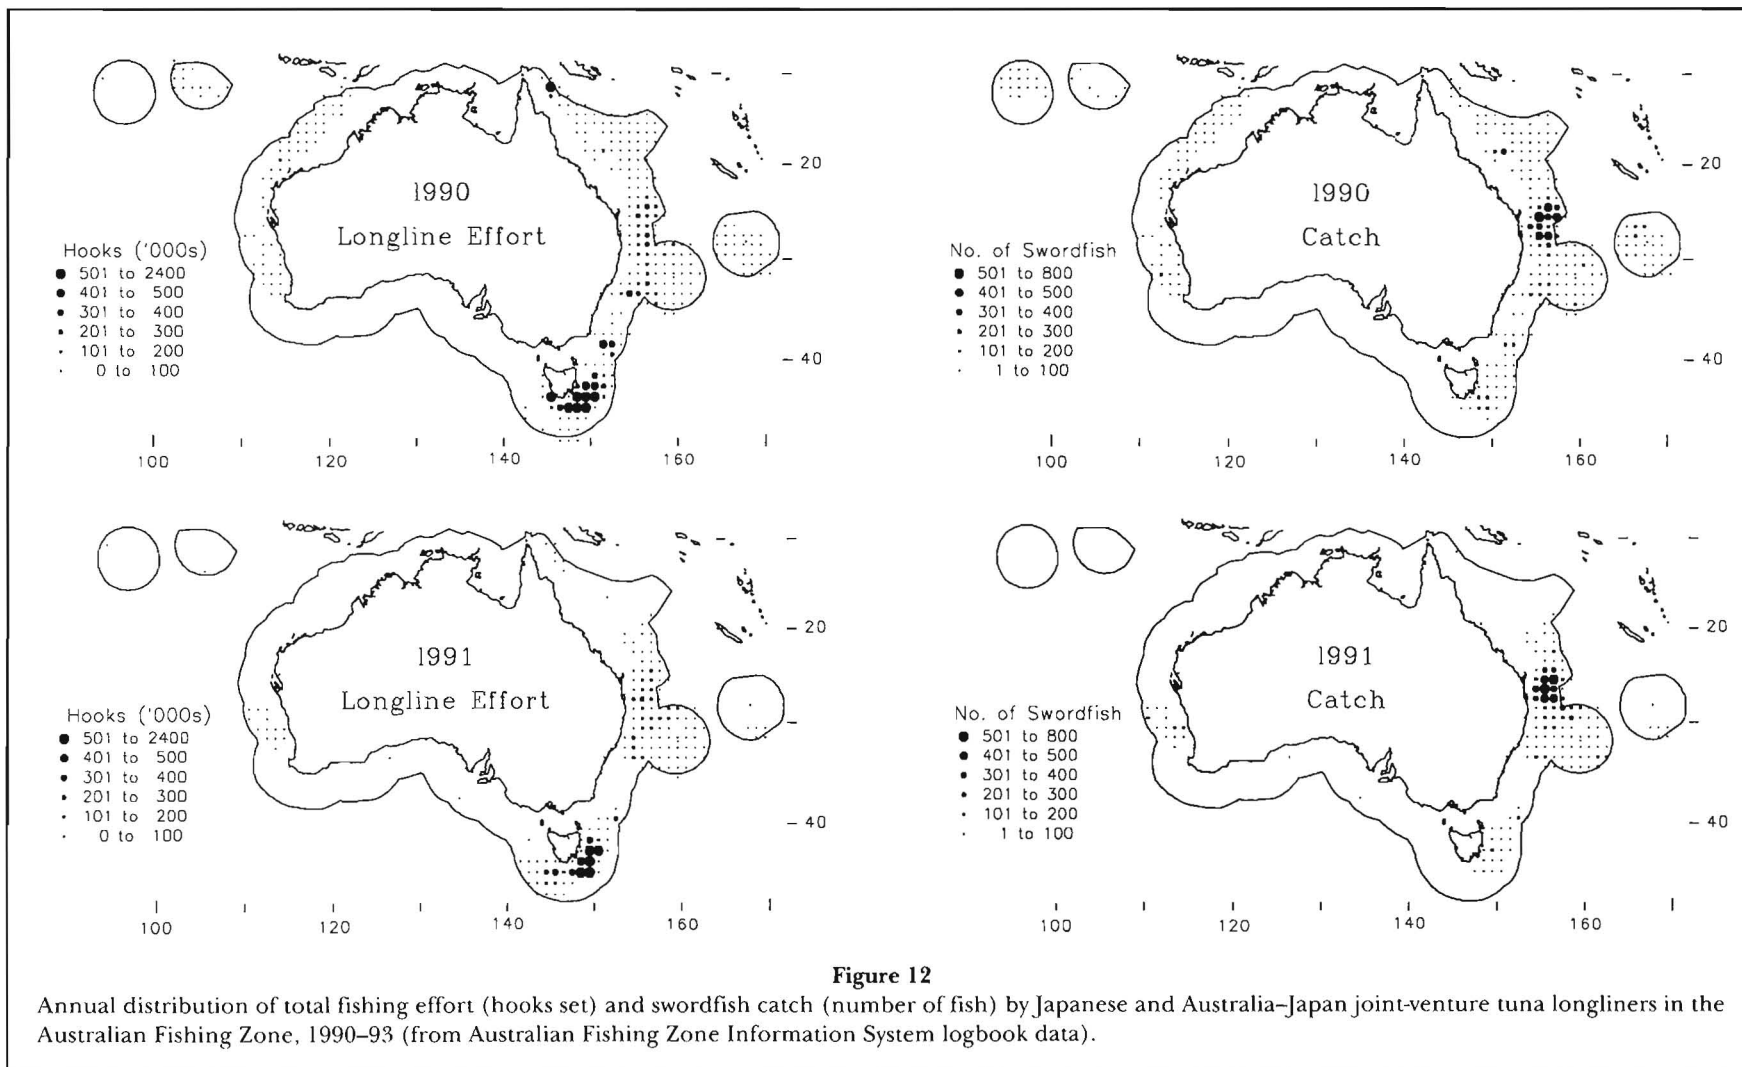 1990
Longline Effort
Hooks ('000s)
501 to 2400
401 to 500
301 to 400
201 to 300
101 to 200
0 to 100
100
120
140
160
- 20
- 40
1990
Catch
No. of Swordfish
501 to 800
401 to 500
301 to 400
201 to 300
101 to 200
1 to 100
100
120
140
160
- 20
- 40
1991
Longline Effort
Hooks ('000s)
501 to 2400
401 to 500
301 to 400
201 to 300
101 to 200
0 to 100
100
120
140
160
- 20
- 40
1991
Catch
No. of Swordfish
501 to 800
401 to 500
301 to 400
201 to 300
101 to 200
1 to 100
100
120
140
160
- 20
- 40
Figure 12
Annual distribution of total fishing effort (hooks set) and swordfish catch (number of fish) by Japanese and Australia–Japan joint-venture tuna longliners in the
Australian Fishing Zone, 1990–93 (from Australian Fishing Zone Information System logbook data).